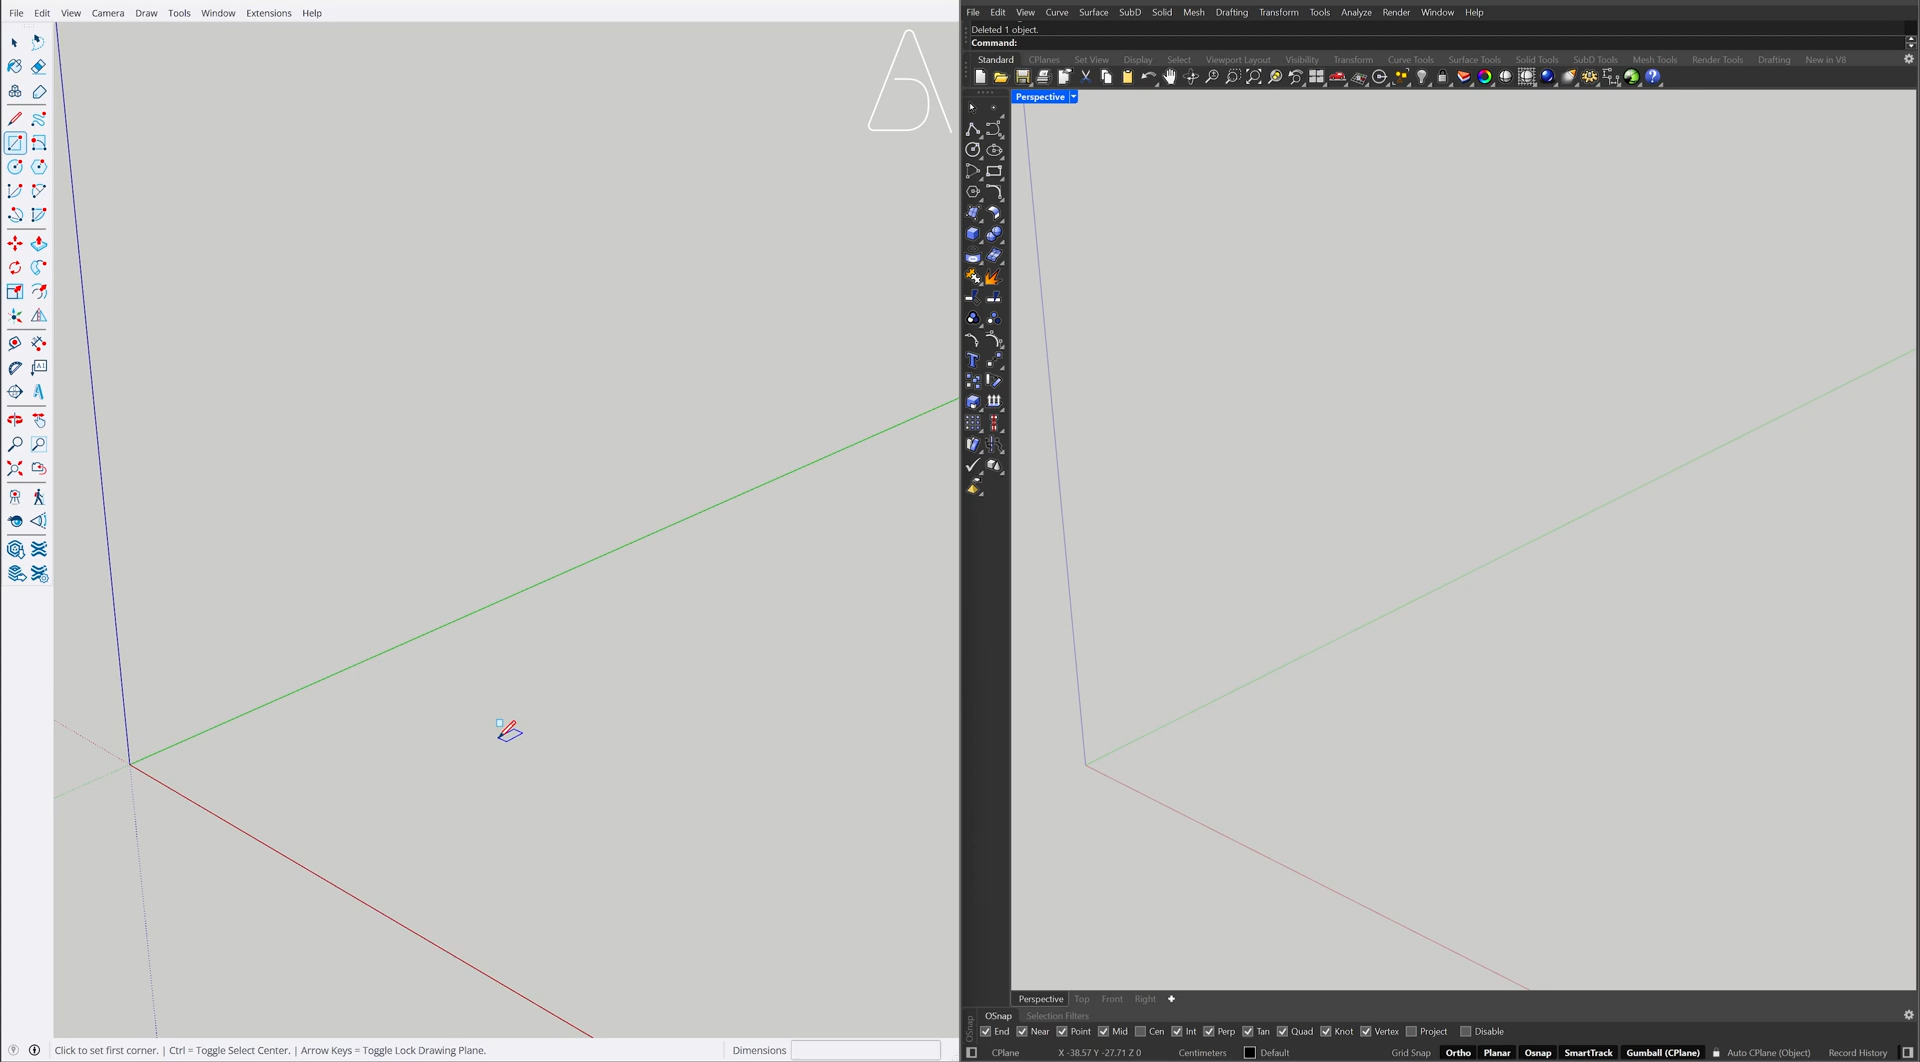 File Edit View Camera Draw Tools Window Extensions Help
A1
Click to set first corner. | Ctrl = Toggle Select Center. | Arrow Keys = Toggle Lock Drawing Plane.
Dimensions
File Edit View Curve Surface SubD Solid Mesh Drafting Transform Tools Analyze Render Window Help
Deleted 1 object.
Command:
Standard CPlanes Set View Display Select Viewport Layout Visibility Transform Curve Tools Surface Tools Solid Tools SubD Tools Mesh Tools Render Tools Drafting New in V8
Perspective
Perspective Top Front Right
OSnap Selection Filters
OSnap
End Near Point Mid Cen Int Perp Tan Quad Knot Vertex Project Disable
CPlane X -38.57 Y -27.71 Z 0 Centimeters Default Grid Snap Ortho Planar Osnap SmartTrack Gumball (CPlane) Auto CPlane (Object) Record History